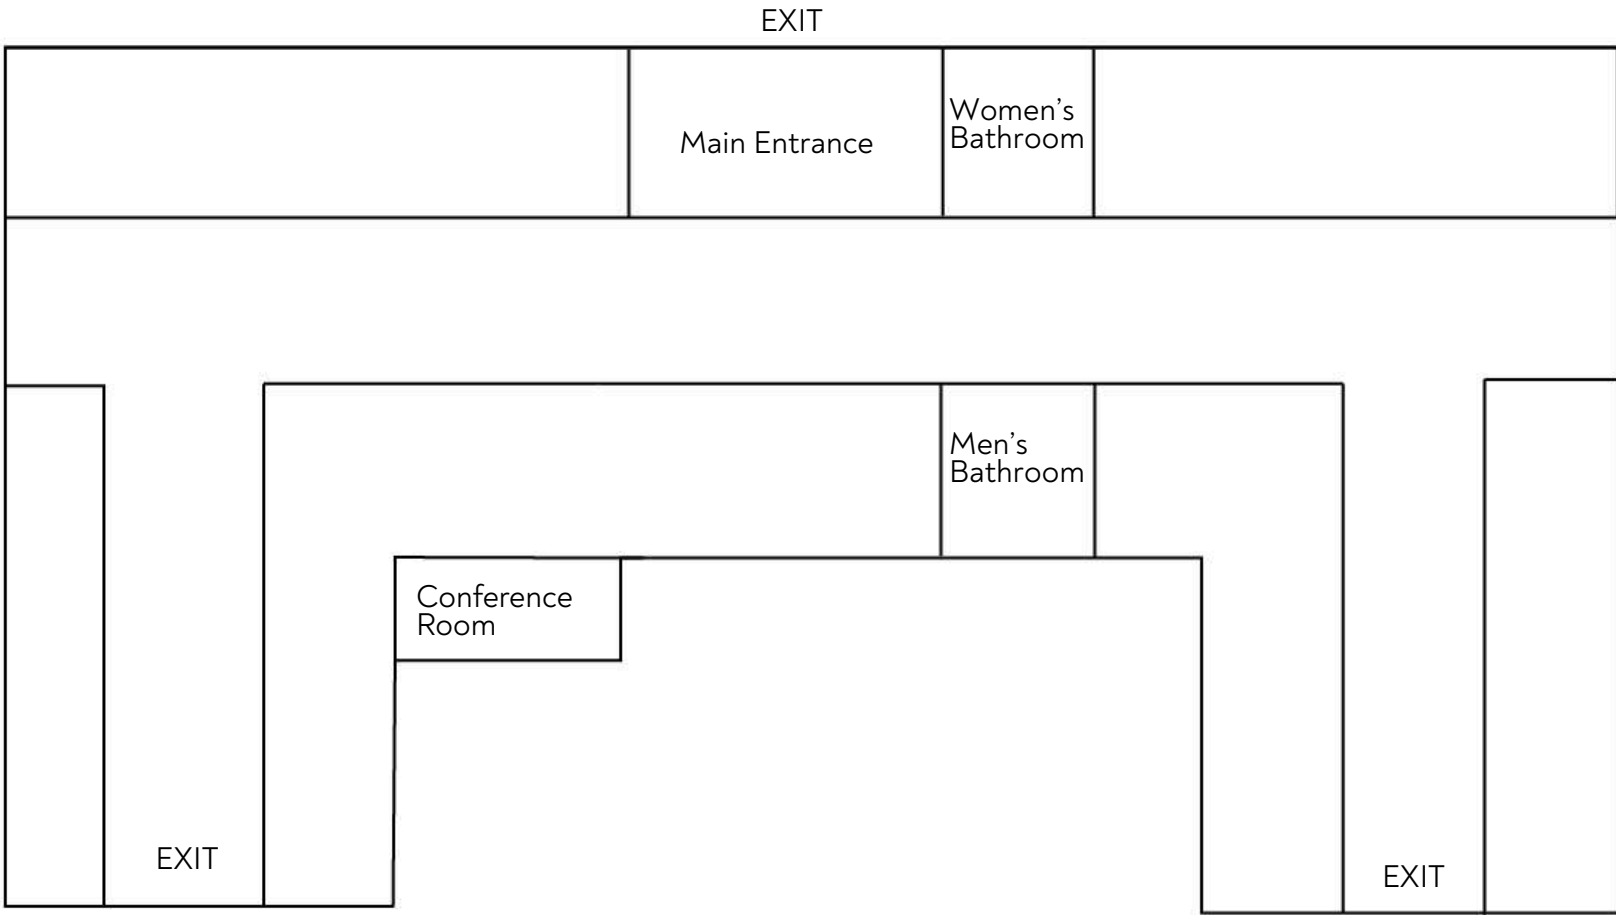 EXIT
Main Entrance
Women's
Bathroom
Men's
Bathroom
Conference
Room
EXIT
EXIT